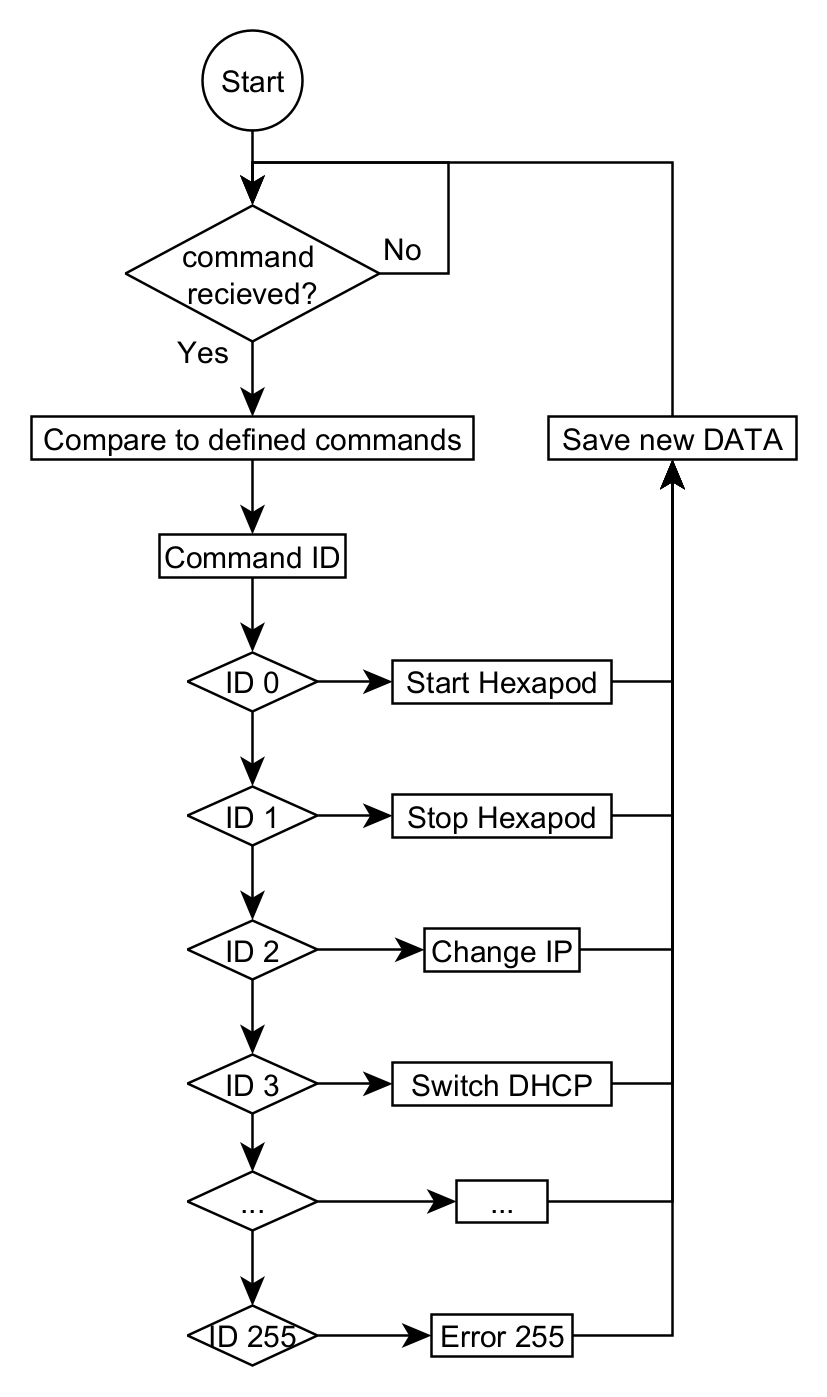 Start
command
recieved?
No
Yes
Compare to defined commands
Save new DATA
Command ID
ID 0
Start Hexapod
ID 1
Stop Hexapod
ID 2
Change IP
ID 3
Switch DHCP
...
...
ID 255
Error 255